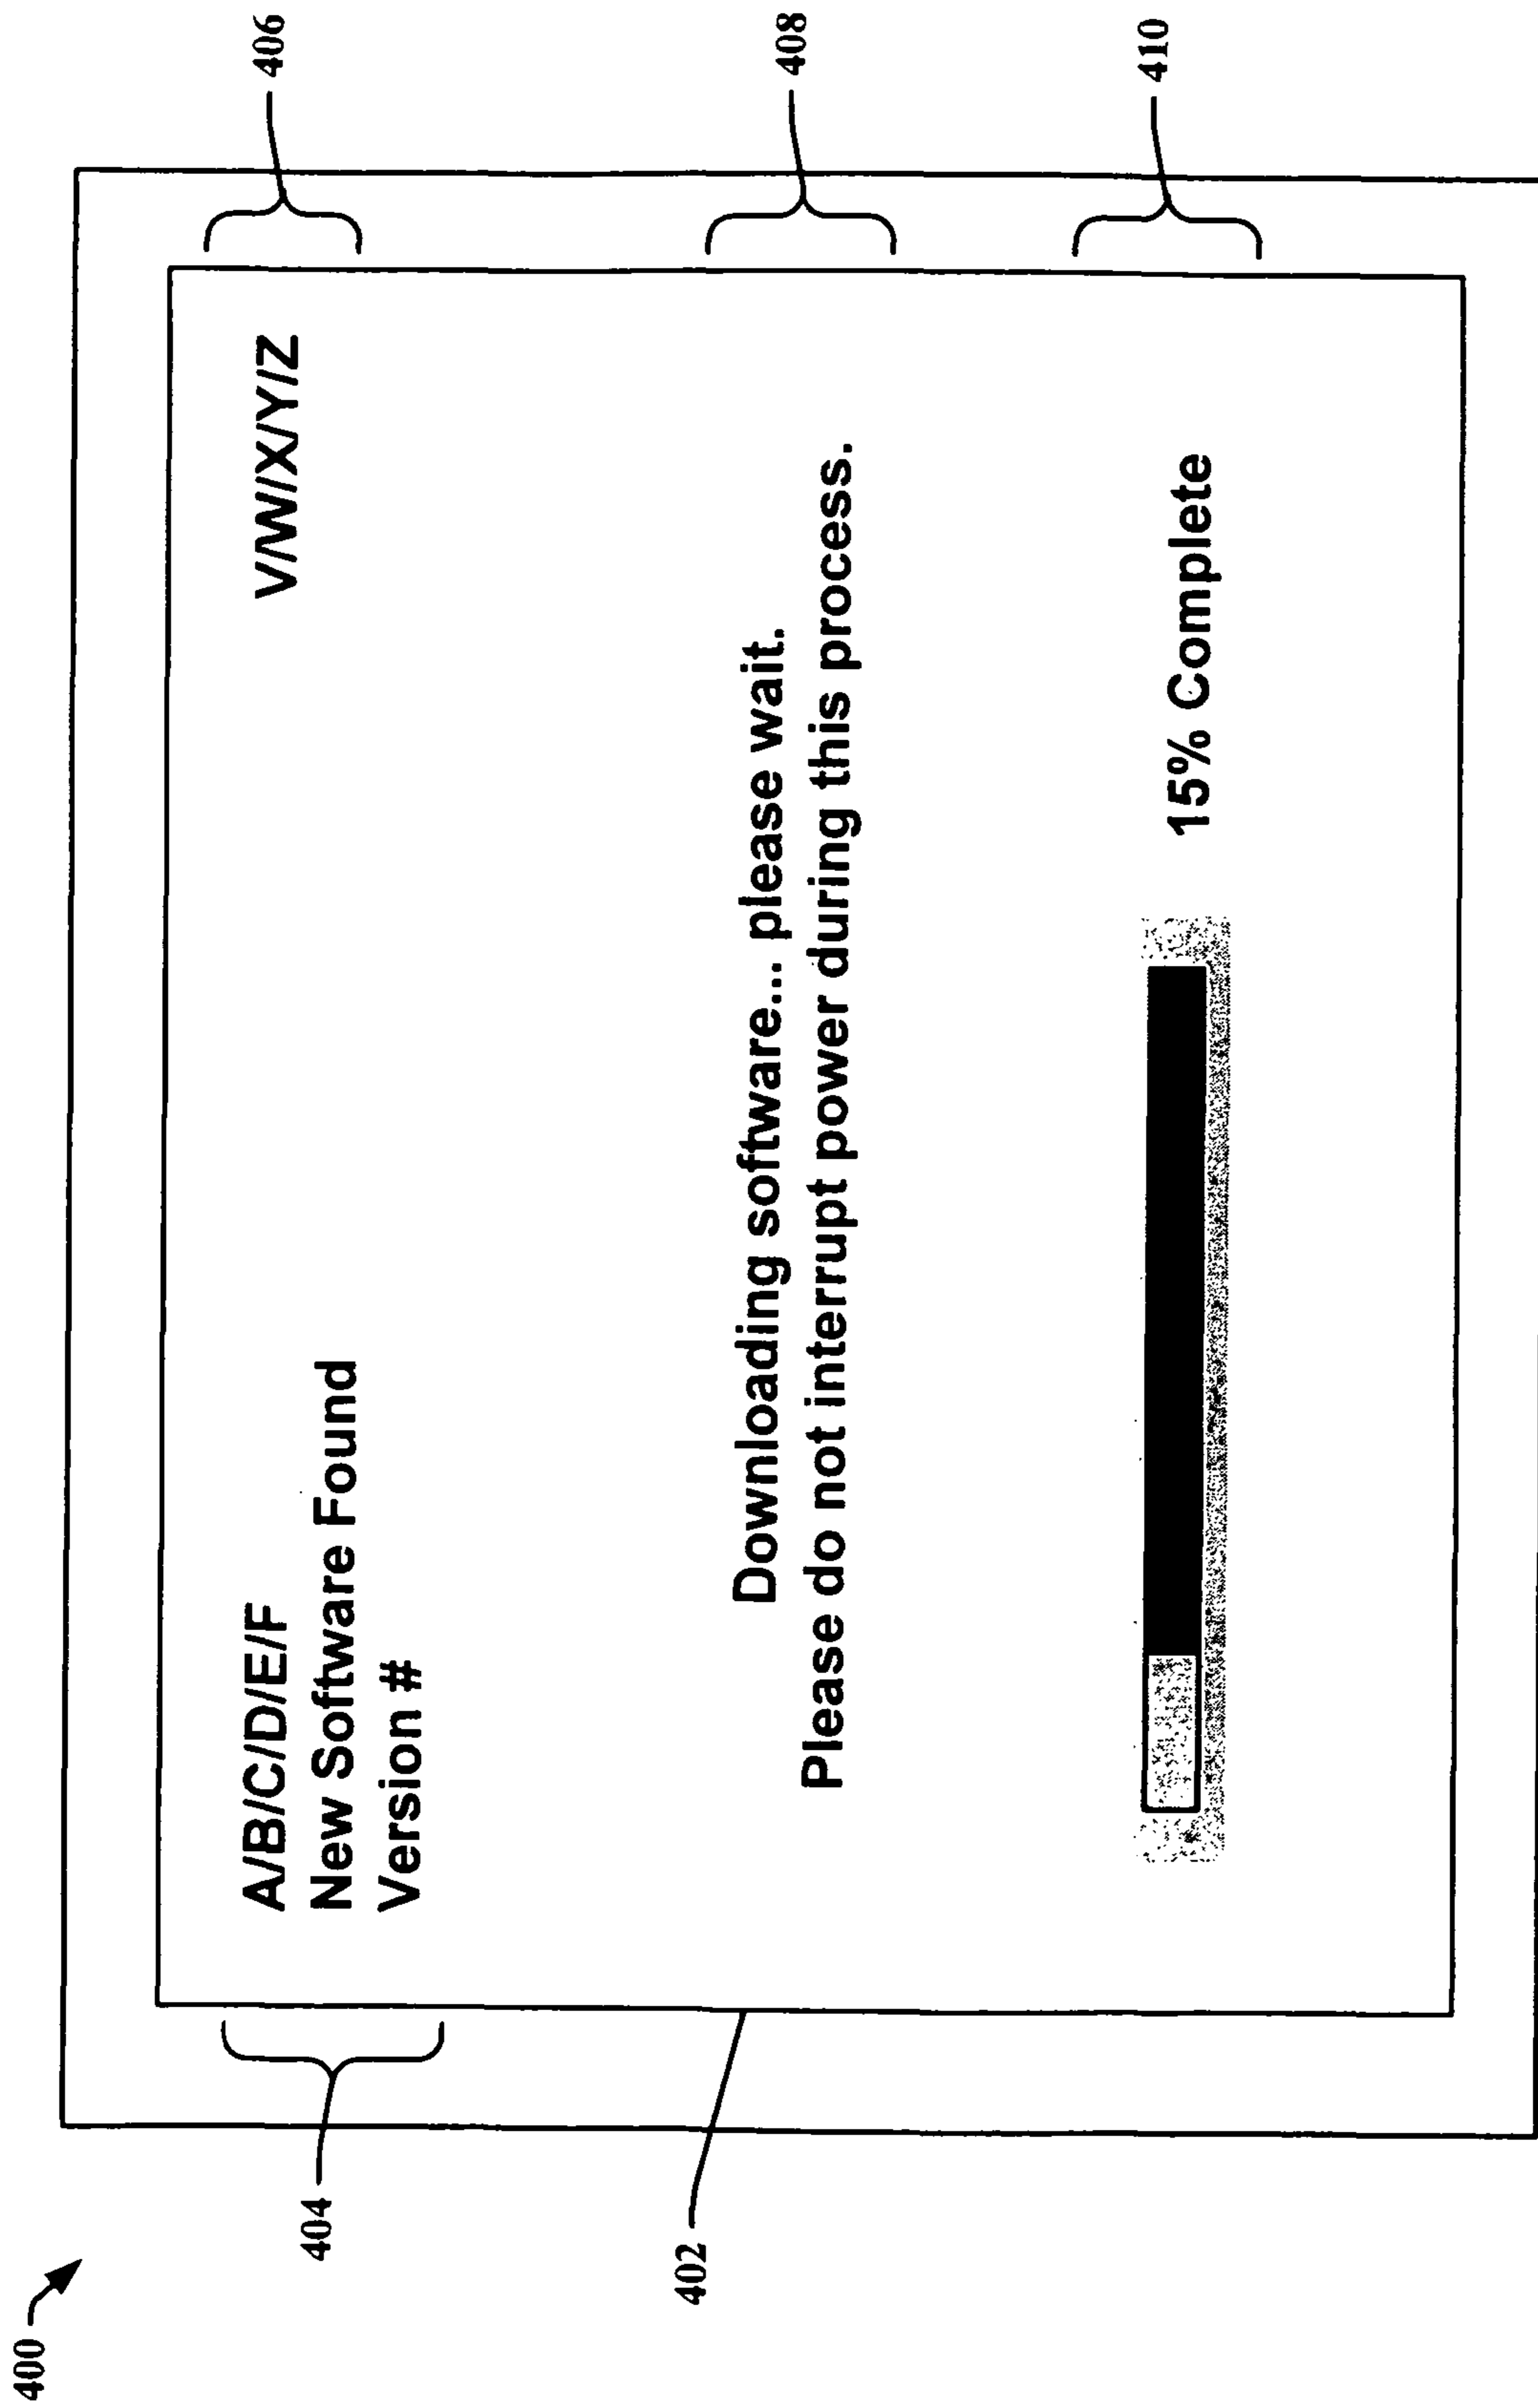 400
404
402
A/B/C/D/E/F
New Software Found
Version #
V/W/X/Y/Z
406
Downloading software... please wait.
Please do not interrupt power during this process.
408
15% Complete
410